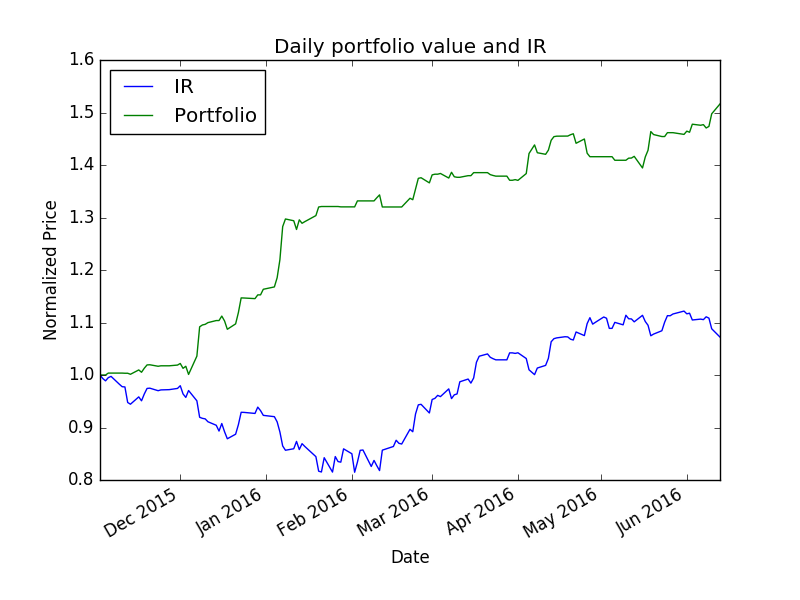 Daily portfolio value and IR
IR
Portfolio
1.6
1.5
1.4
1.3
1.2
1.1
1.0
0.9
0.8
Normalized Price
Dec 2015
Jan 2016
Feb 2016
Mar 2016
Apr 2016
May 2016
Jun 2016
Date